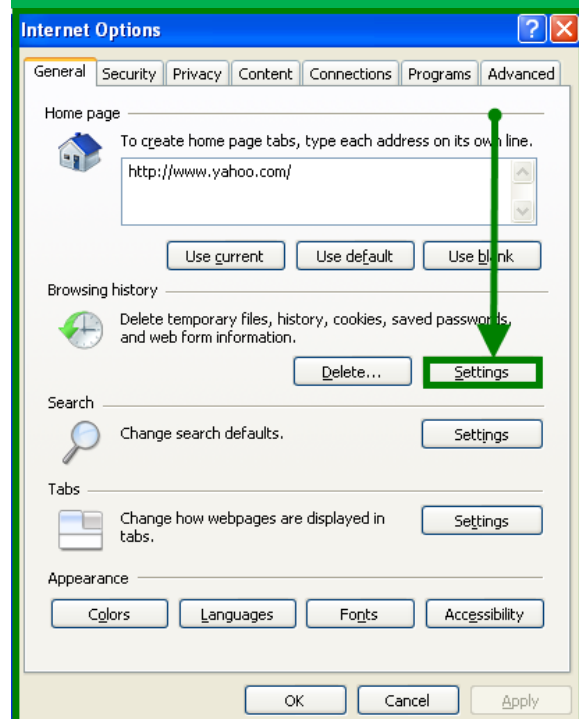 Internet Options
General Security Privacy Content Connections Programs Advanced
Home page
To create home page tabs, type each address on its own line.
http://www.yahoo.com/
Use current Use default Use blank
Browsing history
Delete temporary files, history, cookies, saved passwords,
and web form information.
Delete... Settings
Search
Change search defaults. Settings
Tabs
Change how webpages are displayed in
tabs.
Settings
Appearance
Colors Languages Fonts Accessibility
OK Cancel Apply